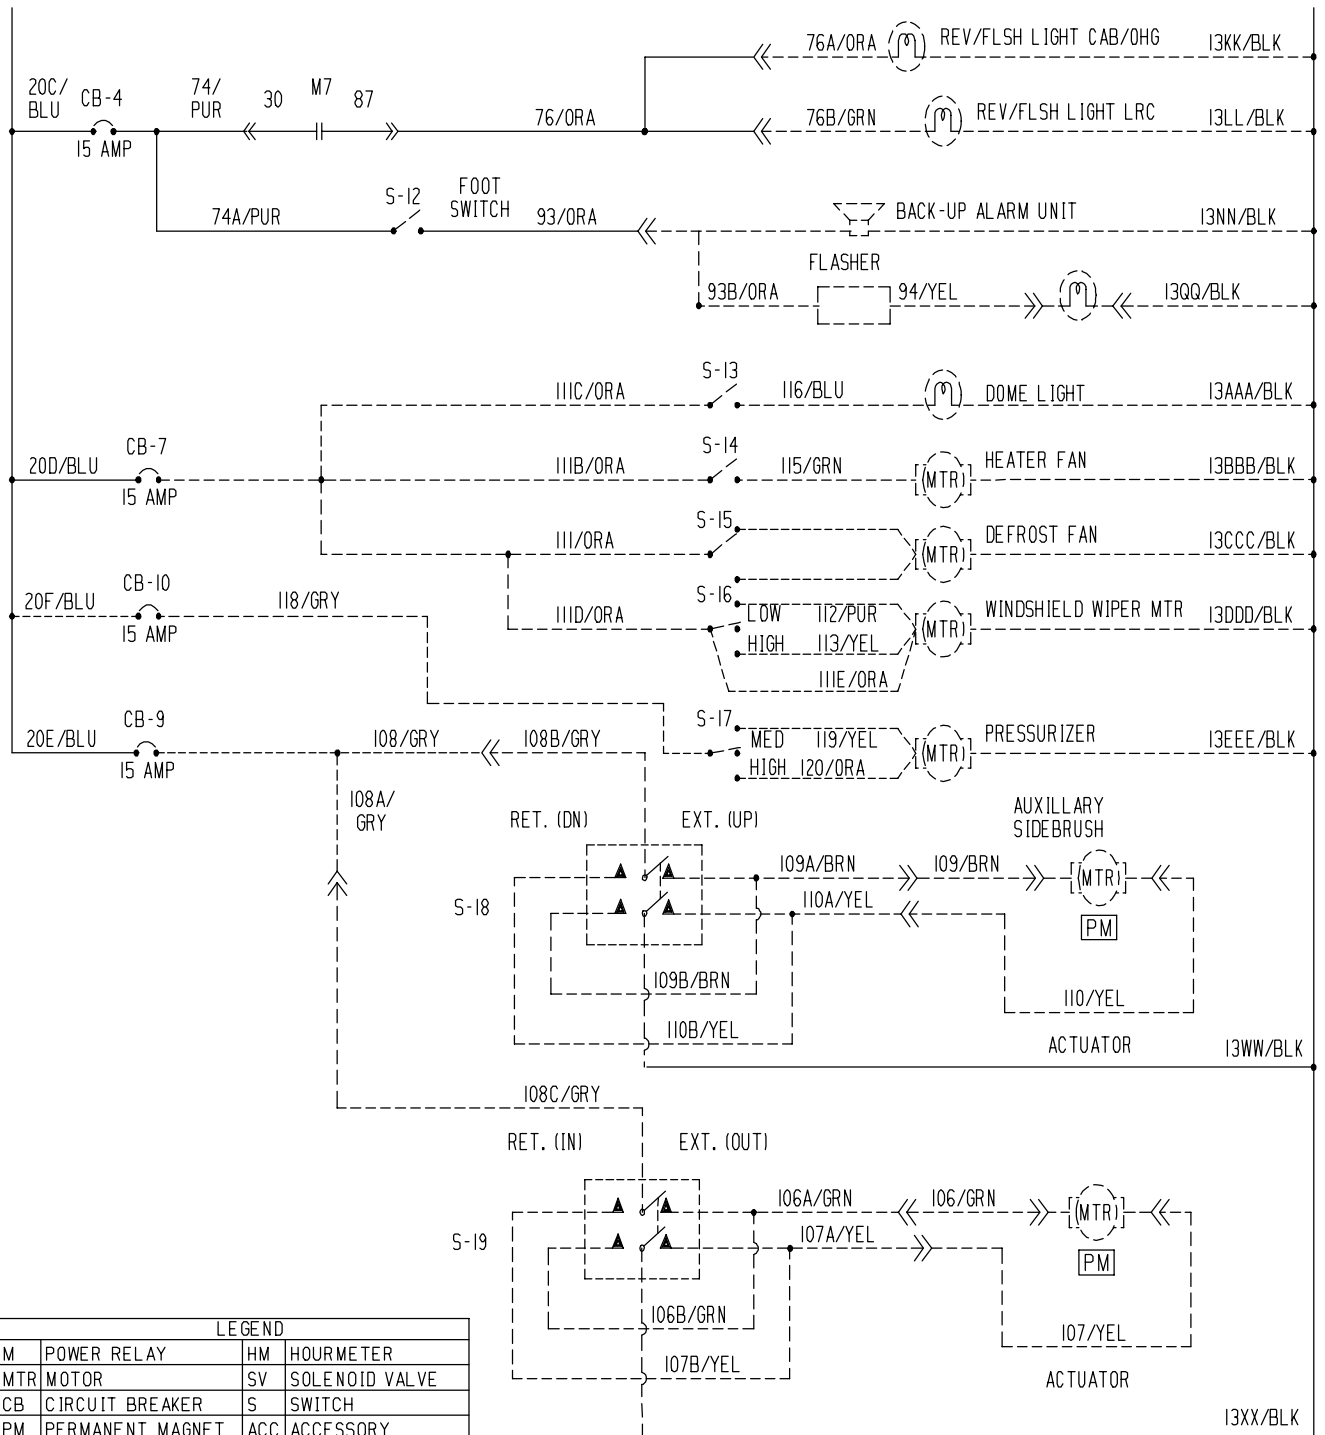 76A/ORA REV/FLSH LIGHT CAB/OHG 13KK/BLK
20C/
BLU
CB-4
15 AMP
74/
PUR
30 M7 87
76/ORA
76B/GRN REV/FLSH LIGHT LRC 13LL/BLK
74A/PUR
S-12
FOOT
SWITCH
93/ORA
BACK-UP ALARM UNIT 13NN/BLK
FLASHER
93B/ORA 94/YEL 13QQ/BLK
111C/ORA S-13 116/BLU DOME LIGHT 13AAA/BLK
20D/BLU CB-7
15 AMP
111B/ORA S-14 115/GRN MTR HEATER FAN 13BBB/BLK
111/ORA S-15 MTR DEFROST FAN 13CCC/BLK
20F/BLU CB-10
15 AMP
118/GRY
111D/ORA S-16
LOW 112/PUR
HIGH 113/YEL
111E/ORA
MTR WINDSHIELD WIPER MTR 13DDD/BLK
20E/BLU CB-9
15 AMP
108/GRY 108B/GRY
S-17
MED 119/YEL
HIGH 120/ORA
MTR PRESSURIZER 13EEE/BLK
108A/
GRY
RET. (DN) EXT. (UP)
AUXILLARY
SIDEBRUSH
S-18
109A/BRN 109/BRN MTR
110A/YEL PM
109B/BRN
110B/YEL
110/YEL
ACTUATOR
13WW/BLK
108C/GRY
RET. (IN) EXT. (OUT)
S-19
106A/GRN 106/GRN MTR
107A/YEL PM
106B/GRN
107B/YEL
107/YEL
ACTUATOR
13XX/BLK
LEGEND
M POWER RELAY HM HOURMETER
MTR MOTOR SV SOLENOID VALVE
CB CIRCUIT BREAKER S SWITCH
PM PERMANENT MAGNET ACC ACCESSORY